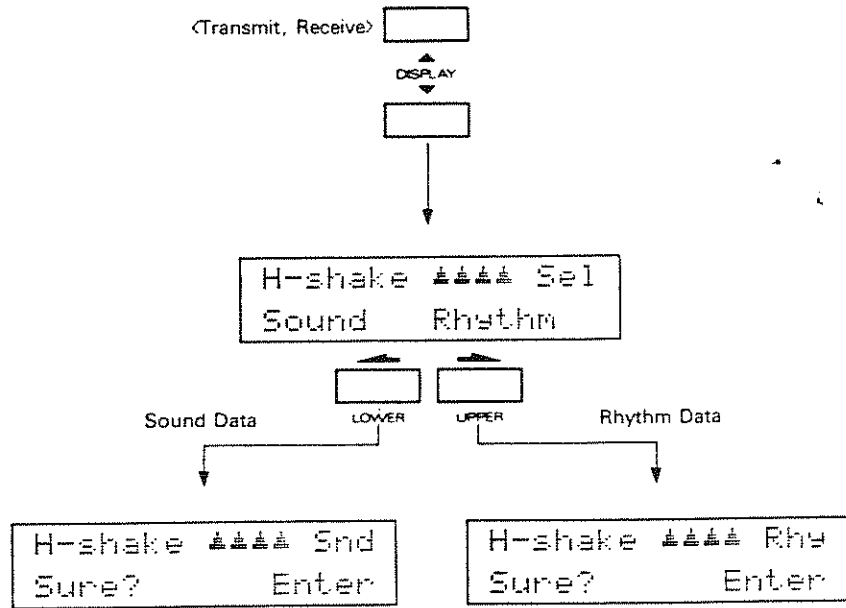 <Transmit, Receive>
DISPLAY
H-shake Sel
Sound Rhythm
LOWER UPPER
Sound Data Rhythm Data
H-shake Snd
Sure? Enter
H-shake Rhy
Sure? Enter